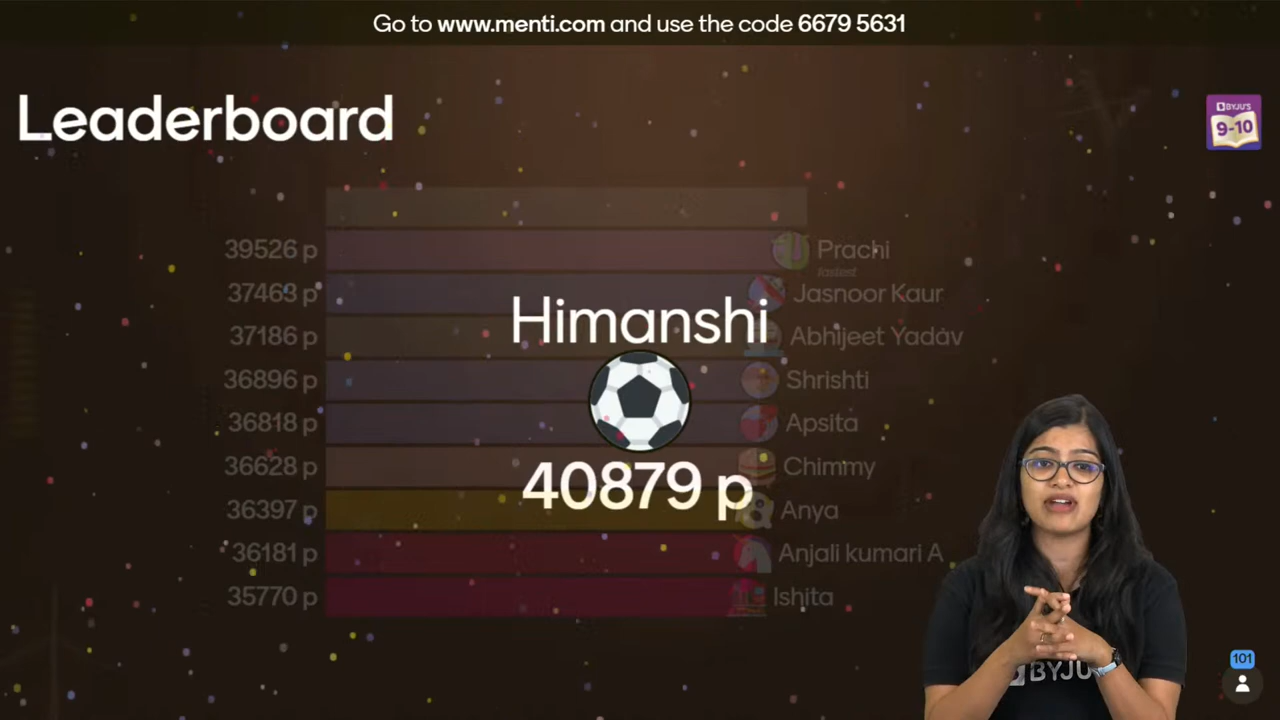 Go to www.menti.com and use the code 6679 5631
Leaderboard
BYJU'S
9-10
39526 p Prachi
fastest
37463 p Jasnoor Kaur
Himanshi
37186 p Abhijeet Yadav
36896 p Shrishti
36818 p Apsita
36628 p Chimmy
40879 p
36397 p Anya
36181 p Anjali kumari A
35770 p Ishita
101
BYJU